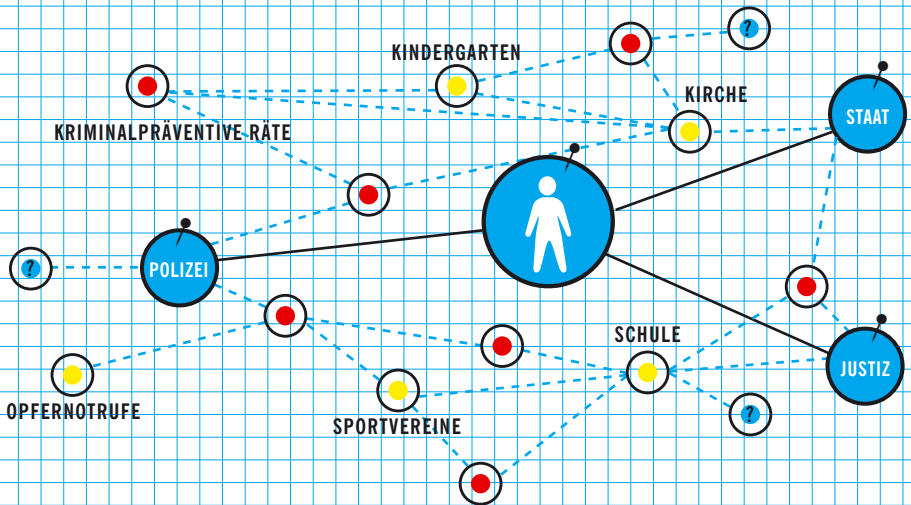 ?
KINDERGARTEN
KIRCHE
STAAT
KRIMINALPRÄVENTIVE RÄTE
POLIZEI
?
SCHULE
JUSTIZ
OPFERNOTRUFE
SPORTVEREINE
?